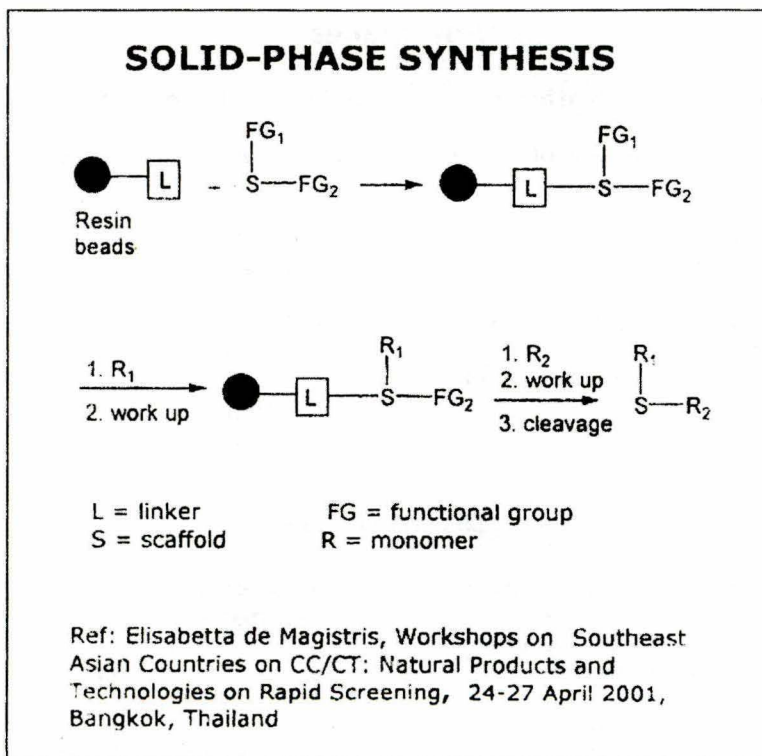 SOLID-PHASE SYNTHESIS
FG₁
FG₁
L – S—FG₂ → L S FG₂
Resin
beads
R₁
1. R₁
2. work up
L S FG₂
1. R₂
2. work up
3. cleavage
R₁
S—R₂
L = linker FG = functional group
S = scaffold R = monomer
Ref: Elisabetta de Magistris, Workshops on Southeast
Asian Countries on CC/CT: Natural Products and
Technologies on Rapid Screening, 24-27 April 2001,
Bangkok, Thailand